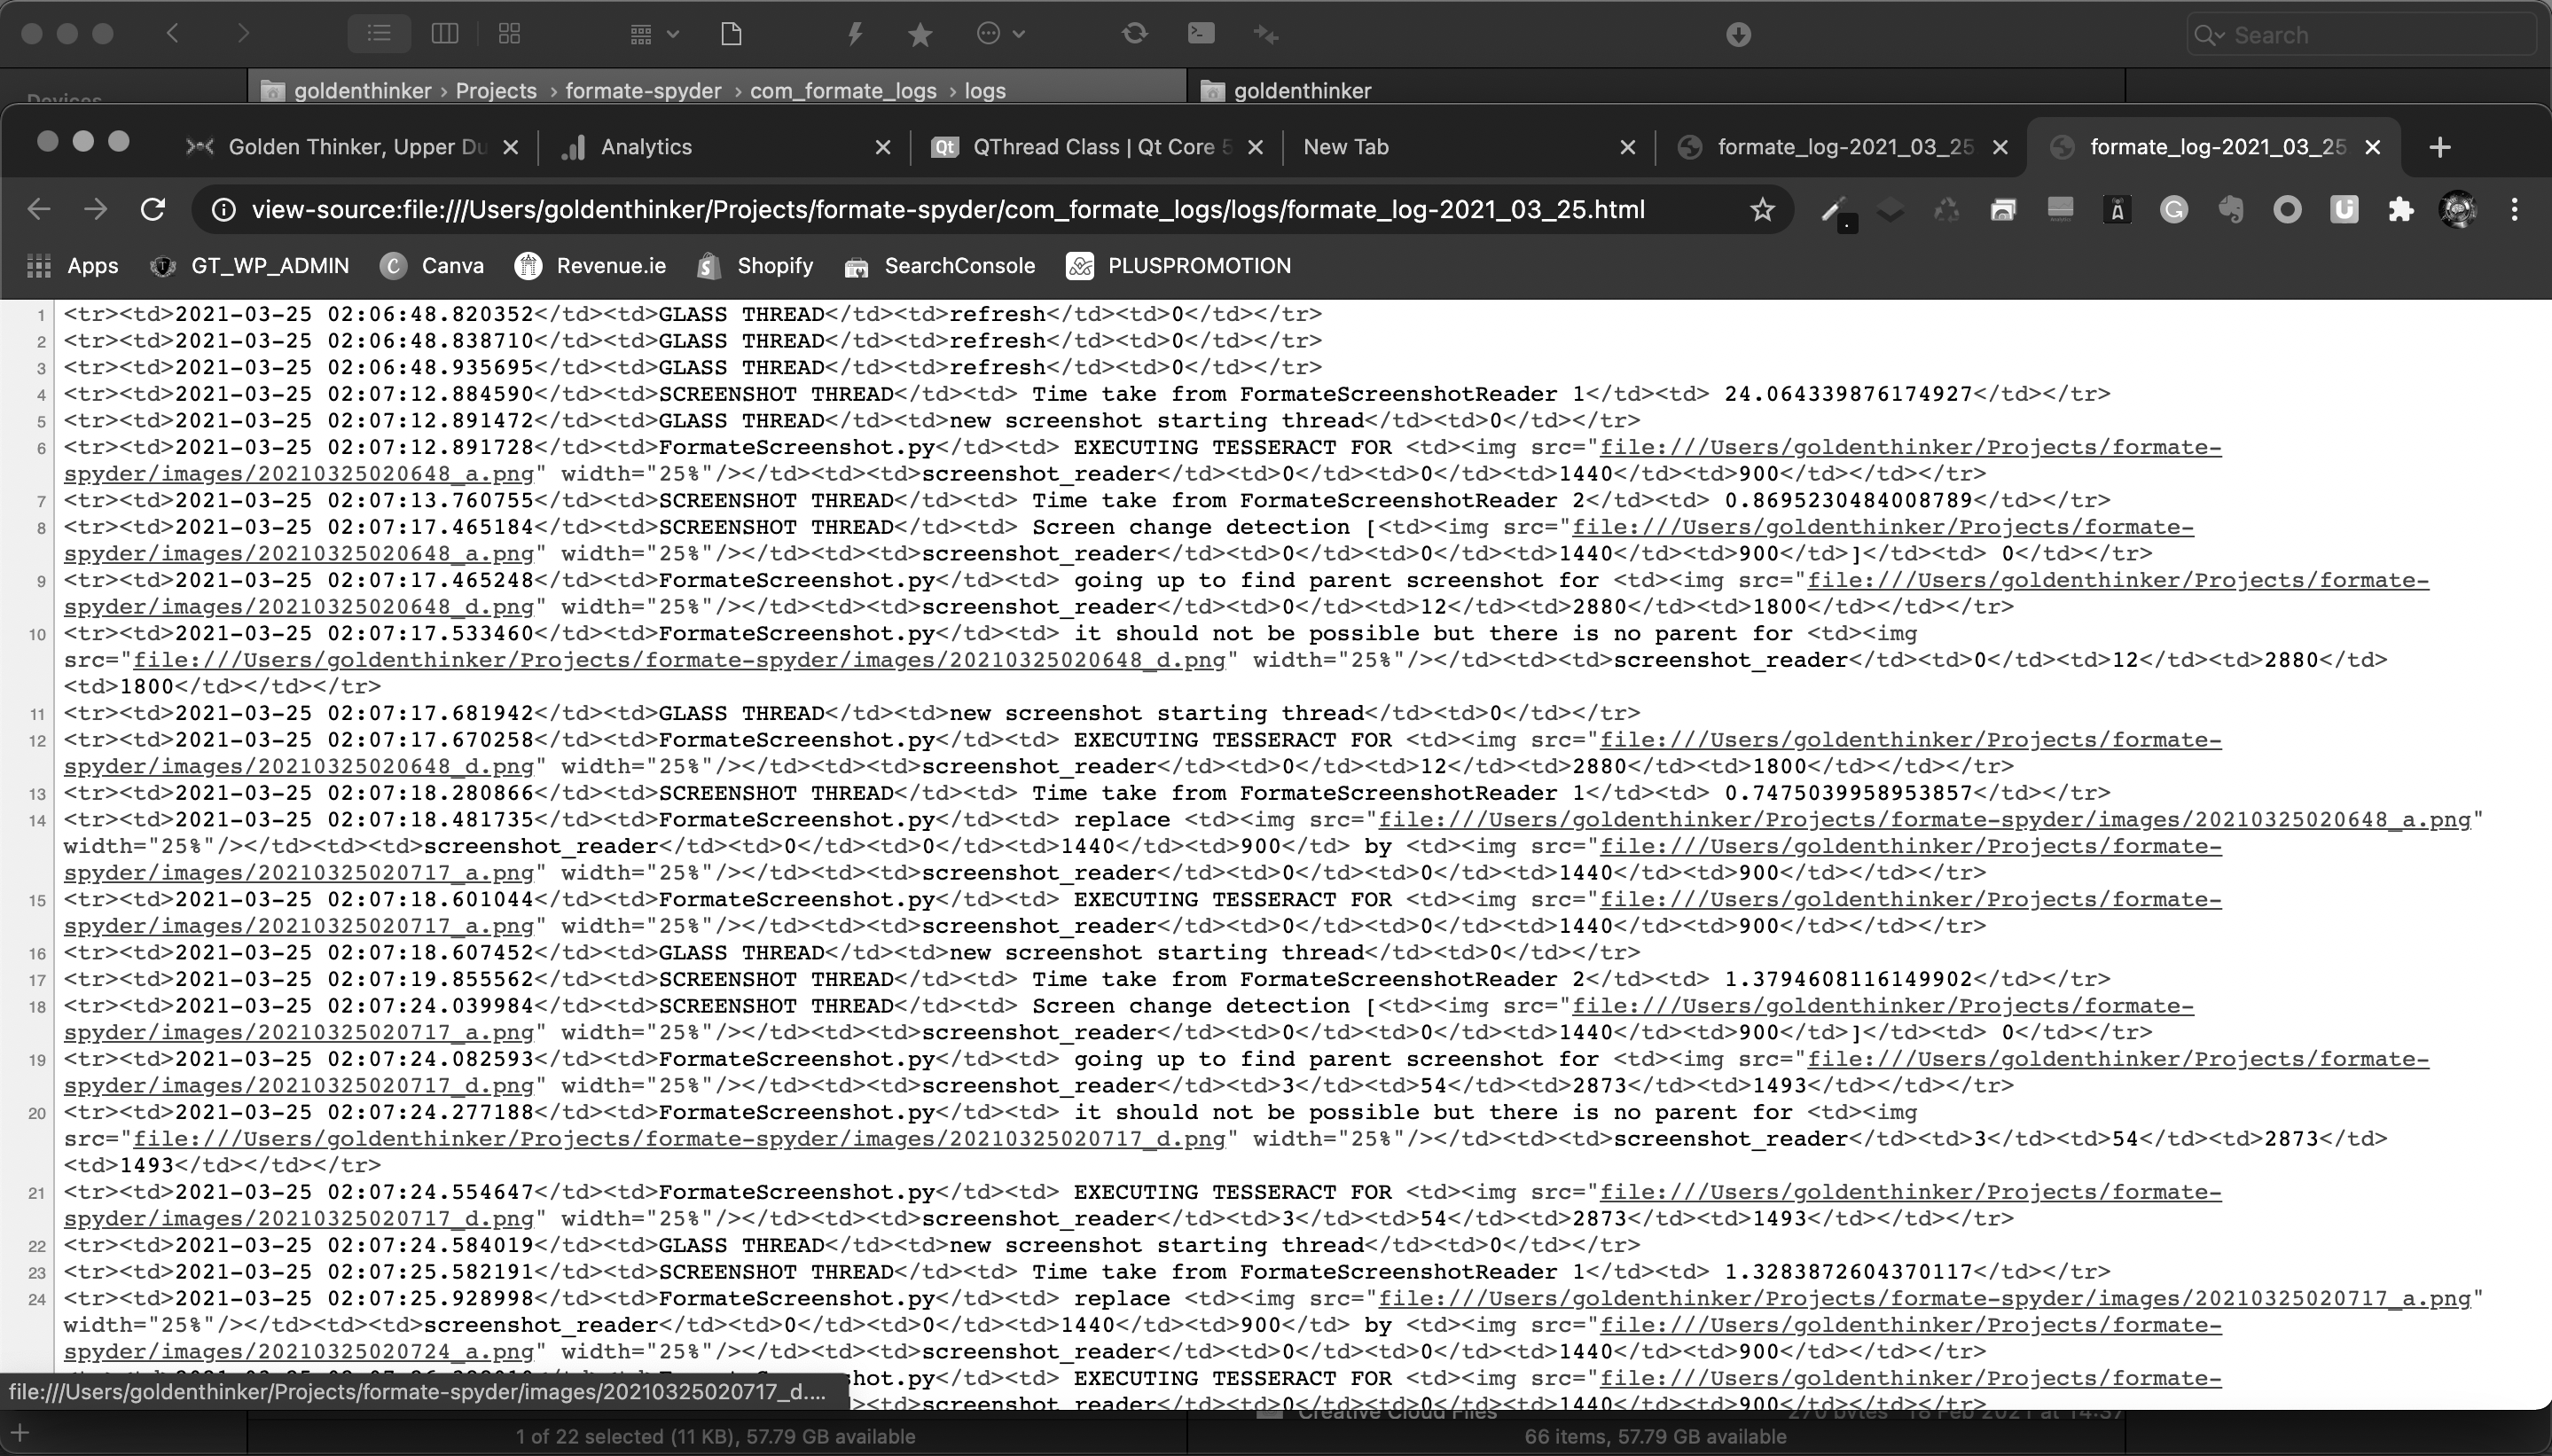 Search
Devices
goldenthinker › Projects › formate-spyder › com_formate_logs › logs
goldenthinker
Golden Thinker, Upper Du
Analytics
QThread Class | Qt Core 5
New Tab
formate_log-2021_03_25
formate_log-2021_03_25
view-source:file:///Users/goldenthinker/Projects/formate-spyder/com_formate_logs/logs/formate_log-2021_03_25.html
Apps GT_WP_ADMIN Canva Revenue.ie Shopify SearchConsole PLUSPROMOTION
1 <tr><td>2021-03-25 02:06:48.820352</td><td>GLASS THREAD</td><td>refresh</td><td>0</td></tr>
2 <tr><td>2021-03-25 02:06:48.838710</td><td>GLASS THREAD</td><td>refresh</td><td>0</td></tr>
3 <tr><td>2021-03-25 02:06:48.935695</td><td>GLASS THREAD</td><td>refresh</td><td>0</td></tr>
4 <tr><td>2021-03-25 02:07:12.884590</td><td>SCREENSHOT THREAD</td><td> Time take from FormateScreenshotReader 1</td><td> 24.064339876174927</td></tr>
5 <tr><td>2021-03-25 02:07:12.891472</td><td>GLASS THREAD</td><td>new screenshot starting thread</td><td>0</td></tr>
6 <tr><td>2021-03-25 02:07:12.891728</td><td>FormateScreenshot.py</td><td> EXECUTING TESSERACT FOR <td><img src="file:///Users/goldenthinker/Projects/formate-
spyder/images/20210325020648_a.png" width="25%"/></td><td><td>screenshot_reader</td><td>0</td><td>0</td><td>1440</td><td>900</td></td></tr>
7 <tr><td>2021-03-25 02:07:13.760755</td><td>SCREENSHOT THREAD</td><td> Time take from FormateScreenshotReader 2</td><td> 0.8695230484008789</td></tr>
8 <tr><td>2021-03-25 02:07:17.465184</td><td>SCREENSHOT THREAD</td><td> Screen change detection [<td><img src="file:///Users/goldenthinker/Projects/formate-
spyder/images/20210325020648_a.png" width="25%"/></td><td><td>screenshot_reader</td><td>0</td><td>0</td><td>1440</td><td>900</td>]</td><td> 0</td></tr>
9 <tr><td>2021-03-25 02:07:17.465248</td><td>FormateScreenshot.py</td><td> going up to find parent screenshot for <td><img src="file:///Users/goldenthinker/Projects/formate-
spyder/images/20210325020648_d.png" width="25%"/></td><td><td>screenshot_reader</td><td>0</td><td>12</td><td>2880</td><td>1800</td></td></tr>
10 <tr><td>2021-03-25 02:07:17.533460</td><td>FormateScreenshot.py</td><td> it should not be possible but there is no parent for <td><img
src="file:///Users/goldenthinker/Projects/formate-spyder/images/20210325020648_d.png" width="25%"/></td><td><td>screenshot_reader</td><td>0</td><td>12</td><td>2880</td>
<td>1800</td></td></tr>
11 <tr><td>2021-03-25 02:07:17.681942</td><td>GLASS THREAD</td><td>new screenshot starting thread</td><td>0</td></tr>
12 <tr><td>2021-03-25 02:07:17.670258</td><td>FormateScreenshot.py</td><td> EXECUTING TESSERACT FOR <td><img src="file:///Users/goldenthinker/Projects/formate-
spyder/images/20210325020648_d.png" width="25%"/></td><td><td>screenshot_reader</td><td>0</td><td>12</td><td>2880</td><td>1800</td></td></tr>
13 <tr><td>2021-03-25 02:07:18.280866</td><td>SCREENSHOT THREAD</td><td> Time take from FormateScreenshotReader 1</td><td> 0.7475039958953857</td></tr>
14 <tr><td>2021-03-25 02:07:18.481735</td><td>FormateScreenshot.py</td><td> replace <td><img src="file:///Users/goldenthinker/Projects/formate-spyder/images/20210325020648_a.png"
width="25%"/></td><td><td>screenshot_reader</td><td>0</td><td>0</td><td>1440</td><td>900</td> by <td><img src="file:///Users/goldenthinker/Projects/formate-
spyder/images/20210325020717_a.png" width="25%"/></td><td><td>screenshot_reader</td><td>0</td><td>0</td><td>1440</td><td>900</td></td></tr>
15 <tr><td>2021-03-25 02:07:18.601044</td><td>FormateScreenshot.py</td><td> EXECUTING TESSERACT FOR <td><img src="file:///Users/goldenthinker/Projects/formate-
spyder/images/20210325020717_a.png" width="25%"/></td><td><td>screenshot_reader</td><td>0</td><td>0</td><td>1440</td><td>900</td></td></tr>
16 <tr><td>2021-03-25 02:07:18.607452</td><td>GLASS THREAD</td><td>new screenshot starting thread</td><td>0</td></tr>
17 <tr><td>2021-03-25 02:07:19.855562</td><td>SCREENSHOT THREAD</td><td> Time take from FormateScreenshotReader 2</td><td> 1.3794608116149902</td></tr>
18 <tr><td>2021-03-25 02:07:24.039984</td><td>SCREENSHOT THREAD</td><td> Screen change detection [<td><img src="file:///Users/goldenthinker/Projects/formate-
spyder/images/20210325020717_a.png" width="25%"/></td><td><td>screenshot_reader</td><td>0</td><td>0</td><td>1440</td><td>900</td>]</td><td> 0</td></tr>
19 <tr><td>2021-03-25 02:07:24.082593</td><td>FormateScreenshot.py</td><td> going up to find parent screenshot for <td><img src="file:///Users/goldenthinker/Projects/formate-
spyder/images/20210325020717_d.png" width="25%"/></td><td><td>screenshot_reader</td><td>3</td><td>54</td><td>2873</td><td>1493</td></td></tr>
20 <tr><td>2021-03-25 02:07:24.277188</td><td>FormateScreenshot.py</td><td> it should not be possible but there is no parent for <td><img
src="file:///Users/goldenthinker/Projects/formate-spyder/images/20210325020717_d.png" width="25%"/></td><td><td>screenshot_reader</td><td>3</td><td>54</td><td>2873</td>
<td>1493</td></td></tr>
21 <tr><td>2021-03-25 02:07:24.554647</td><td>FormateScreenshot.py</td><td> EXECUTING TESSERACT FOR <td><img src="file:///Users/goldenthinker/Projects/formate-
spyder/images/20210325020717_d.png" width="25%"/></td><td><td>screenshot_reader</td><td>3</td><td>54</td><td>2873</td><td>1493</td></td></tr>
22 <tr><td>2021-03-25 02:07:24.584019</td><td>GLASS THREAD</td><td>new screenshot starting thread</td><td>0</td></tr>
23 <tr><td>2021-03-25 02:07:25.582191</td><td>SCREENSHOT THREAD</td><td> Time take from FormateScreenshotReader 1</td><td> 1.3283872604370117</td></tr>
24 <tr><td>2021-03-25 02:07:25.928998</td><td>FormateScreenshot.py</td><td> replace <td><img src="file:///Users/goldenthinker/Projects/formate-spyder/images/20210325020717_a.png"
width="25%"/></td><td><td>screenshot_reader</td><td>0</td><td>0</td><td>1440</td><td>900</td> by <td><img src="file:///Users/goldenthinker/Projects/formate-
spyder/images/20210325020724_a.png" width="25%"/></td><td><td>screenshot_reader</td><td>0</td><td>0</td><td>1440</td><td>900</td></td></tr>
hot.py</td><td> EXECUTING TESSERACT FOR <td><img src="file:///Users/goldenthinker/Projects/formate-
file:///Users/goldenthinker/Projects/formate-spyder/images/20210325020717_d....
><td>screenshot_reader</td><td>0</td><td>0</td><td>1440</td><td>900</td></td></tr>
Creative Cloud Files 270 bytes 18 Feb 2021 at 14:37
1 of 22 selected (11 KB), 57.79 GB available
66 items, 57.79 GB available